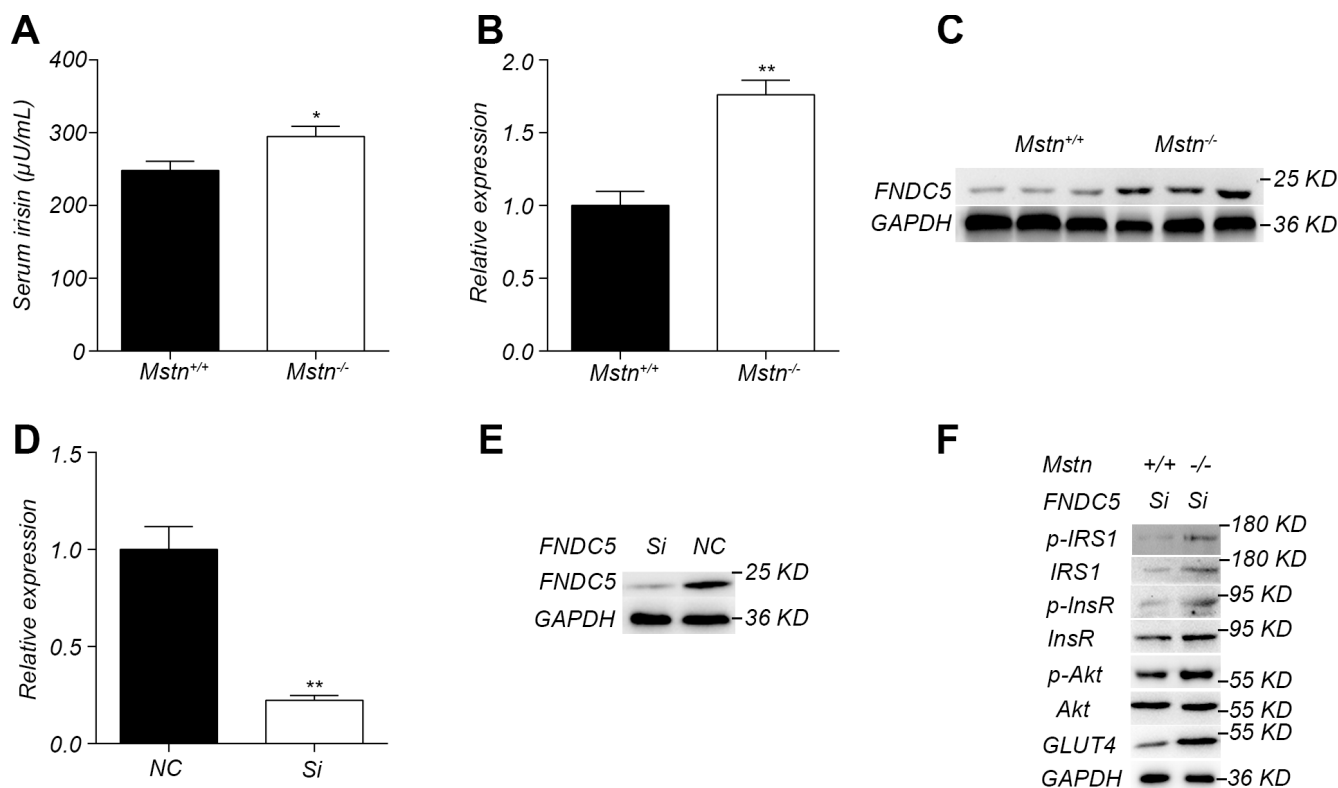 A
Serum irisin (µU/mL)
400
300
200
100
0
*
Mstn+/+ Mstn-/-
B
Relative expression
2.0
1.5
1.0
0.5
0.0
**
Mstn+/+ Mstn-/-
C
Mstn+/+ Mstn-/-
FNDC5 25 KD
GAPDH 36 KD
D
Relative expression
1.5
1.0
0.5
0.0
**
NC Si
E
FNDC5 Si NC
FNDC5 25 KD
GAPDH 36 KD
F
Mstn +/+ -/-
FNDC5 Si Si
p-IRS1 180 KD
IRS1 180 KD
p-InsR 95 KD
InsR 95 KD
p-Akt 55 KD
Akt 55 KD
GLUT4 55 KD
GAPDH 36 KD